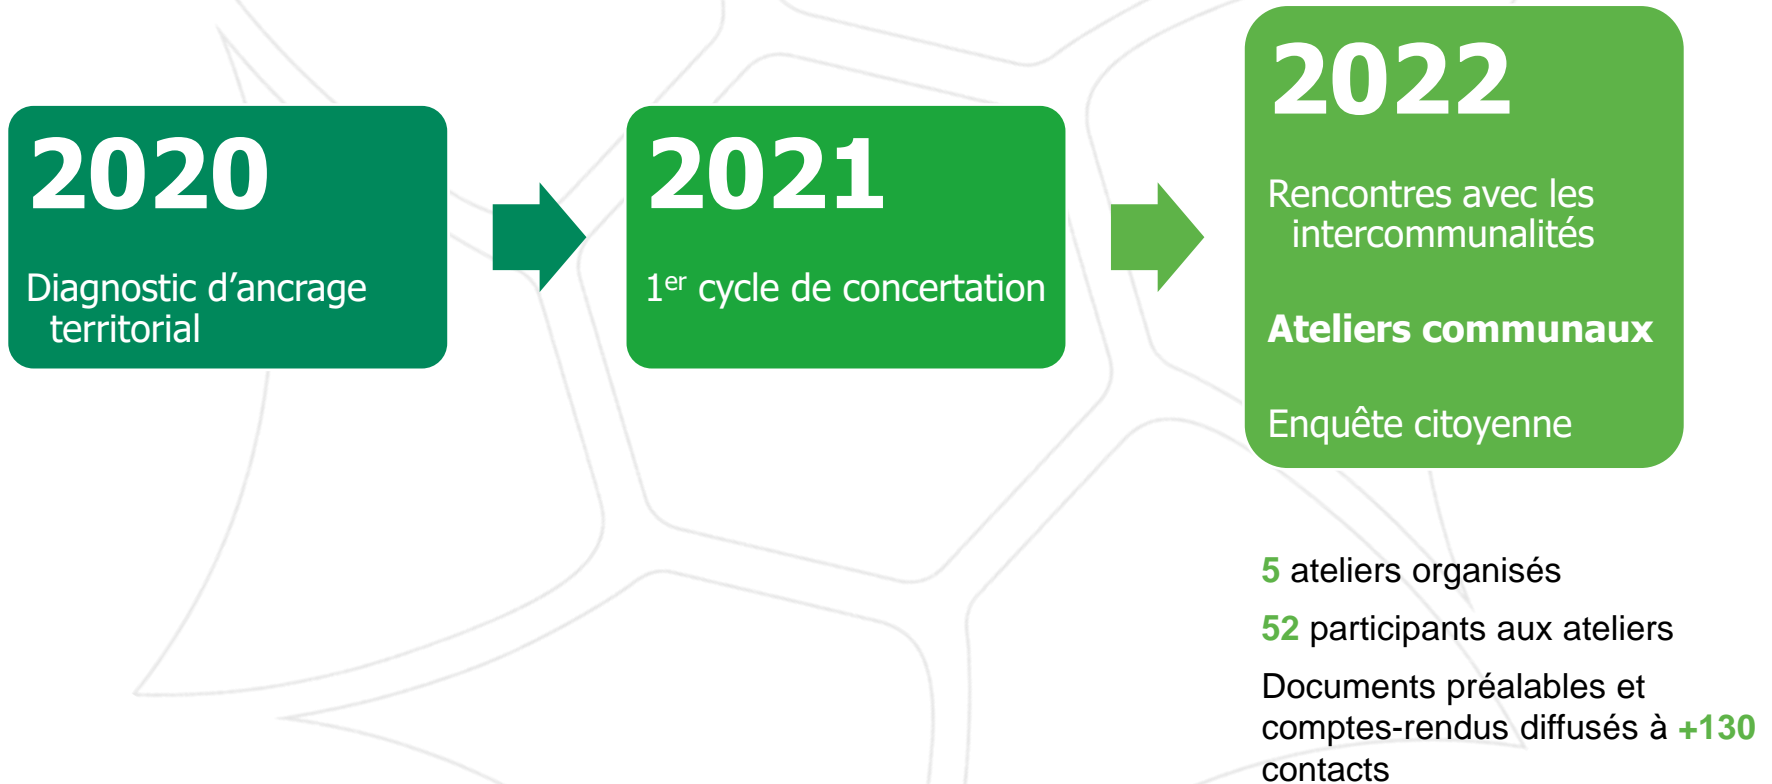 2020
Diagnostic d’ancrage
territorial
2021
1er cycle de concertation
2022
Rencontres avec les
intercommunalités
Ateliers communaux
Enquête citoyenne
5 ateliers organisés
52 participants aux ateliers
Documents préalables et
comptes-rendus diffusés à +130
contacts